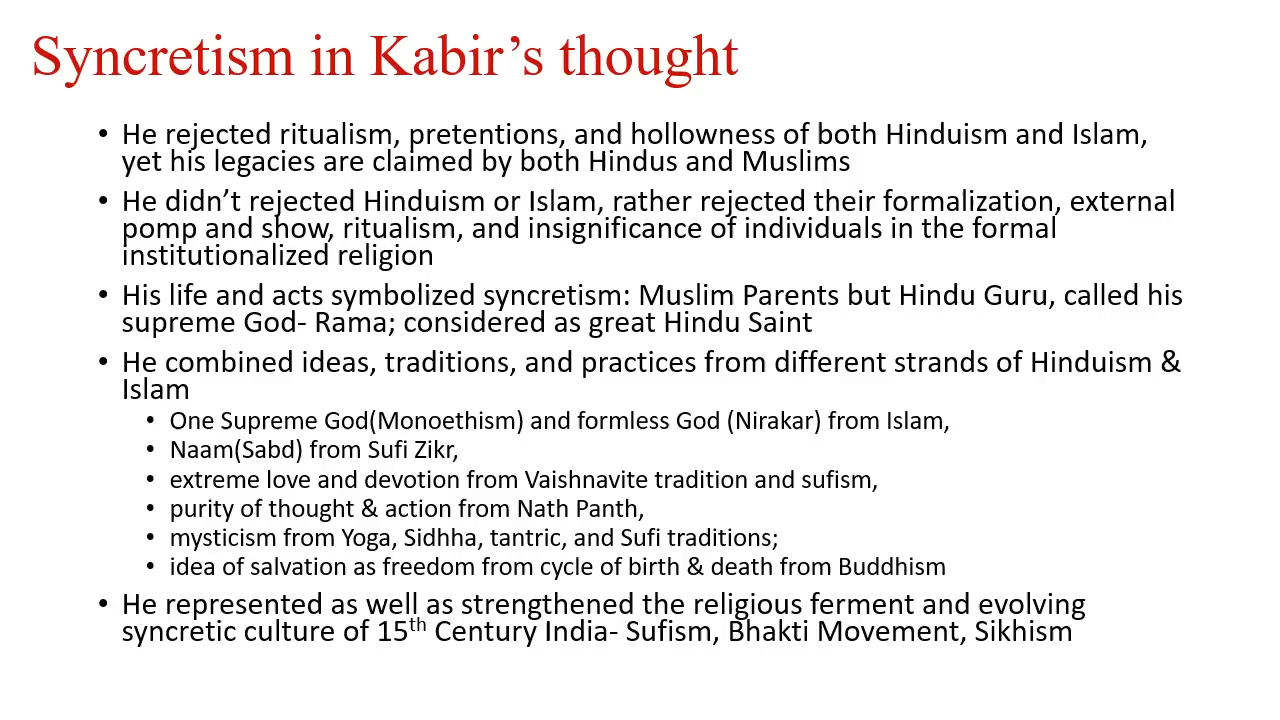 Syncretism in Kabir’s thought
• He rejected ritualism, pretentions, and hollowness of both Hinduism and Islam,
yet his legacies are claimed by both Hindus and Muslims
• He didn’t rejected Hinduism or Islam, rather rejected their formalization, external
pomp and show, ritualism, and insignificance of individuals in the formal
institutionalized religion
• His life and acts symbolized syncretism: Muslim Parents but Hindu Guru, called his
supreme God- Rama; considered as great Hindu Saint
• He combined ideas, traditions, and practices from different strands of Hinduism &
Islam
• One Supreme God(Monoethism) and formless God (Nirakar) from Islam,
• Naam(Sabd) from Sufi Zikr,
• extreme love and devotion from Vaishnavite tradition and sufism,
• purity of thought & action from Nath Panth,
• mysticism from Yoga, Sidhha, tantric, and Sufi traditions;
• idea of salvation as freedom from cycle of birth & death from Buddhism
• He represented as well as strengthened the religious ferment and evolving
syncretic culture of 15th Century India- Sufism, Bhakti Movement, Sikhism